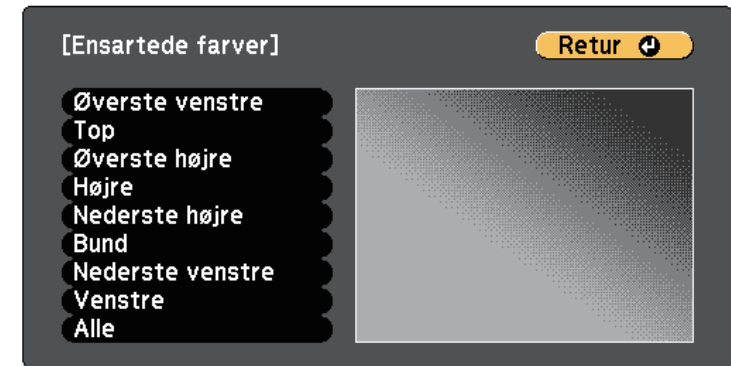 [Ensartede farver]
Retur
Øverste venstre
Top
Øverste højre
Højre
Nederste højre
Bund
Nederste venstre
Venstre
Alle